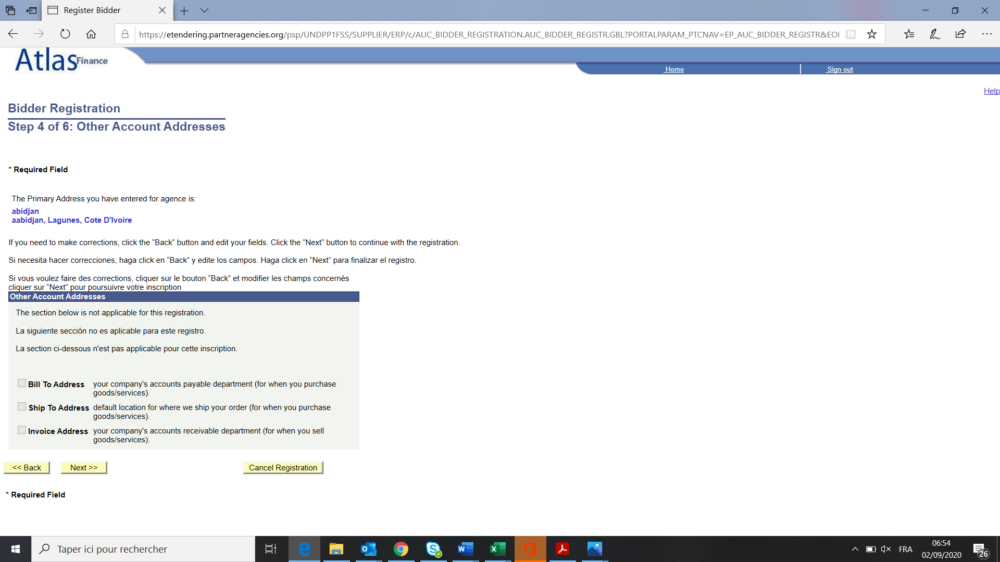 Register Bidder
https://etendering.partneragencies.org/psp/UNDPP1FSS/SUPPLIER/ERP/c/AUC_BIDDER_REGISTRATION.AUC_BIDDER_REGISTR.GBL?PORTALPARAM_PTCNAV=EP_AUC_BIDDER_REGISTR&EOI
Atlas Finance
Home
Sign out
Help
Bidder Registration
Step 4 of 6: Other Account Addresses
* Required Field
The Primary Address you have entered for agence is:
abidjan
aabidjan, Lagunes, Cote D'Ivoire
If you need to make corrections, click the “Back“ button and edit your fields. Click the “Next“ button to continue with the registration.
Si necesita hacer correcciones, haga click en “Back” y edite los campos. Haga click en “Next” para finalizar el registro.
Si vous voulez faire des corrections, cliquer sur le bouton “Back” et modifier les champs concernés
cliquer sur “Next” pour poursuivre votre inscription
Other Account Addresses
The section below is not applicable for this registration.
La siguiente sección no es aplicable para este registro.
La section ci-dessous n'est pas applicable pour cette inscription.
Bill To Address your company's accounts payable department (for when you purchase
goods/services).
Ship To Address default location for where we ship your order (for when you purchase
goods/services).
Invoice Address your company's accounts receivable department (for when you sell
goods/services).
<< Back
Next >>
Cancel Registration
* Required Field
Taper ici pour rechercher
FRA
06:54
02/09/2020
26